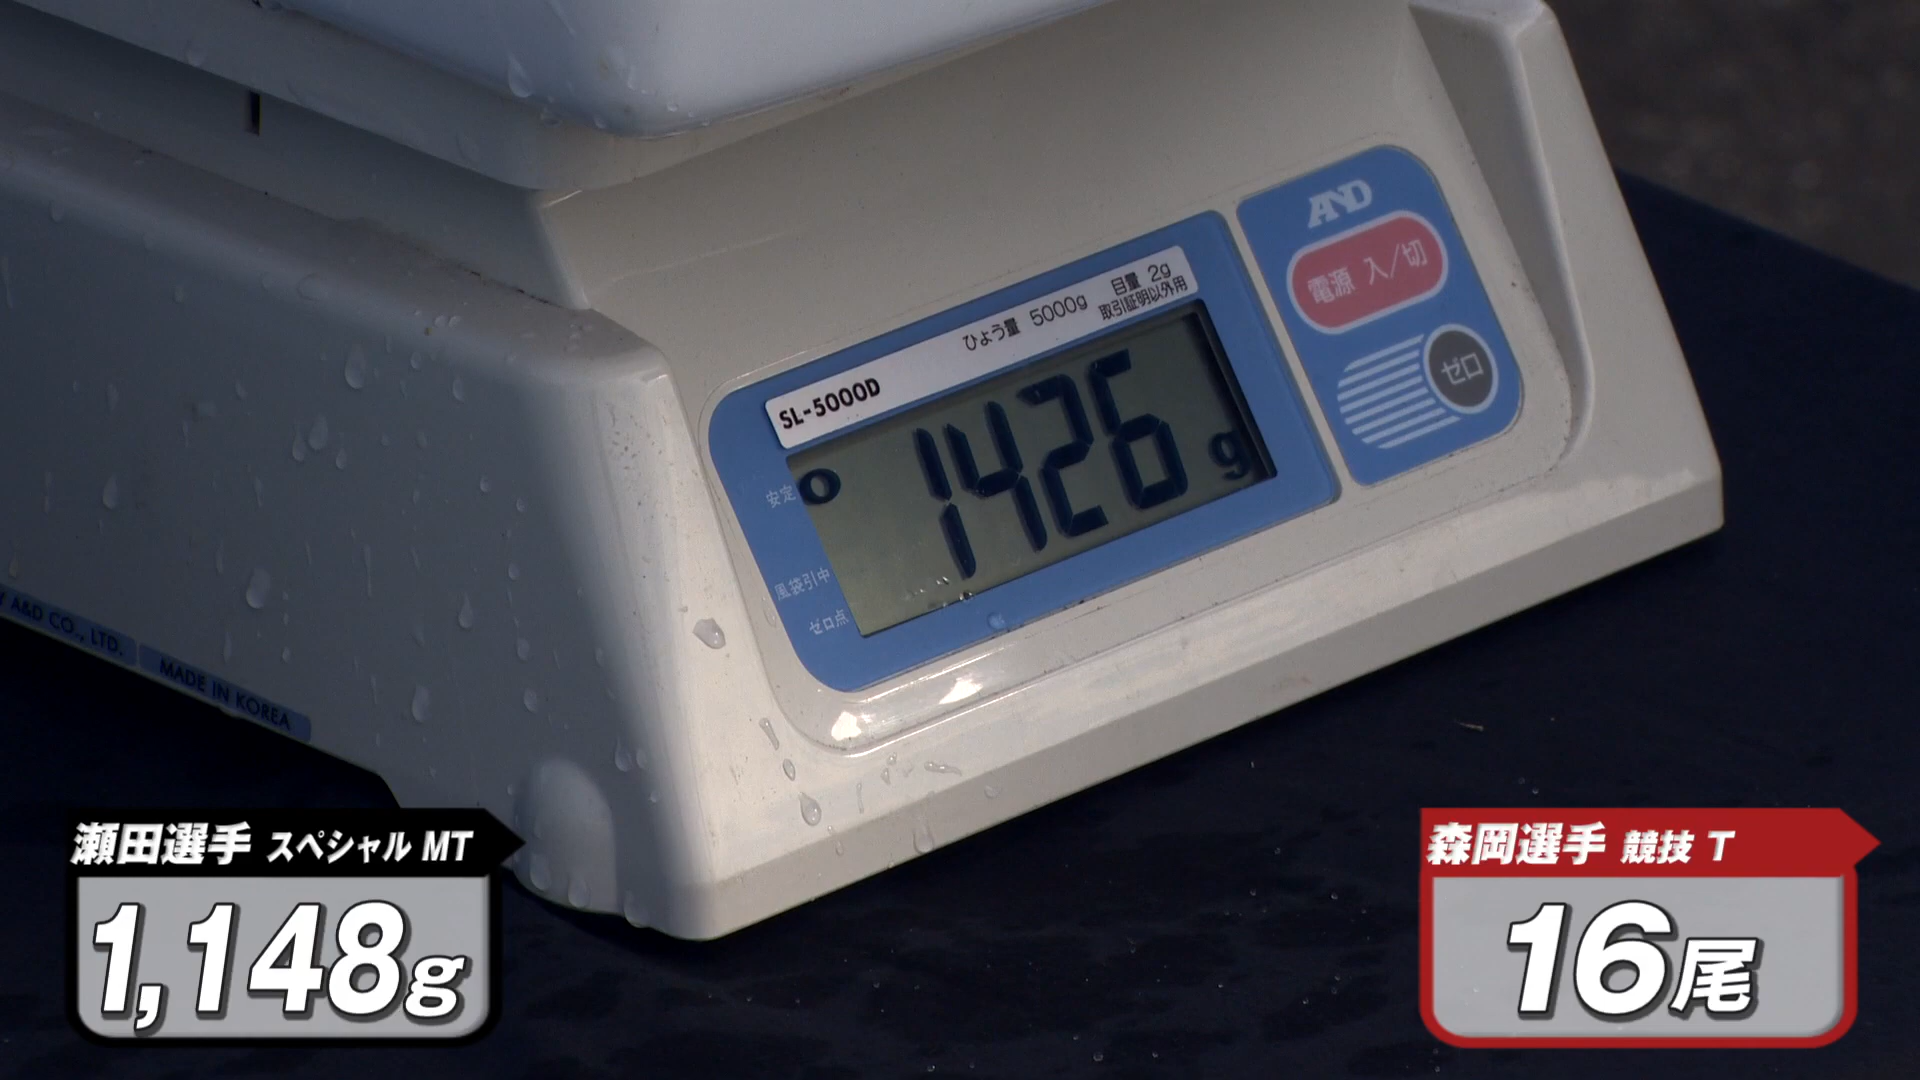 AND
電源 入/切
ゼロ
ひょう量 5000g 目量 2g
取引証明以外用
SL-5000D
安定
1426 g
風袋引中
ゼロ点
A&D CO., LTD.
MADE IN KOREA
瀬田選手 スペシャル MT
1,148g
森岡選手 競技 T
16尾